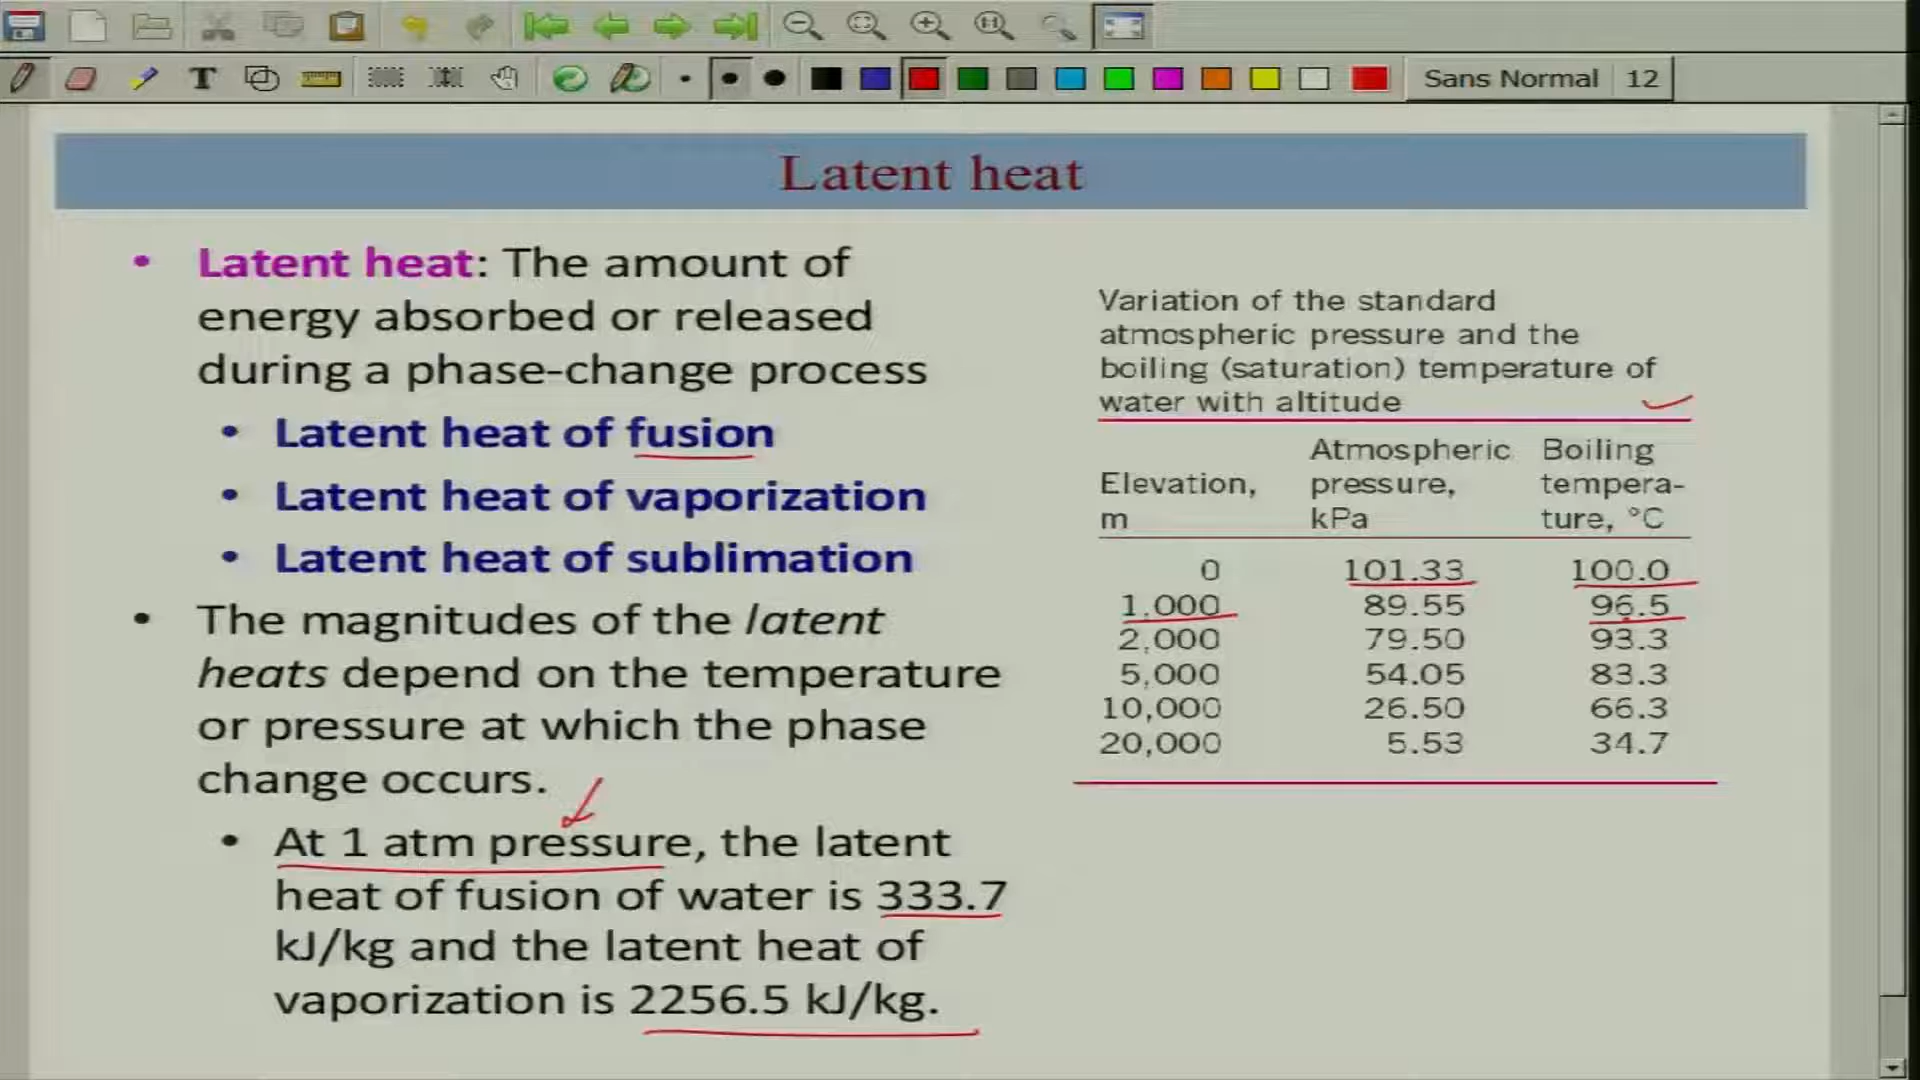 Sans Normal 12
Latent heat
• Latent heat: The amount of
energy absorbed or released
during a phase-change process
• Latent heat of fusion
• Latent heat of vaporization
• Latent heat of sublimation
• The magnitudes of the latent
heats depend on the temperature
or pressure at which the phase
change occurs.
• At 1 atm pressure, the latent
heat of fusion of water is 333.7
kJ/kg and the latent heat of
vaporization is 2256.5 kJ/kg.
Variation of the standard
atmospheric pressure and the
boiling (saturation) temperature of
water with altitude
Atmospheric Boiling
Elevation, pressure, tempera-
m kPa ture, °C
0 101.33 100.0
1,000 89.55 96.5
2,000 79.50 93.3
5,000 54.05 83.3
10,000 26.50 66.3
20,000 5.53 34.7